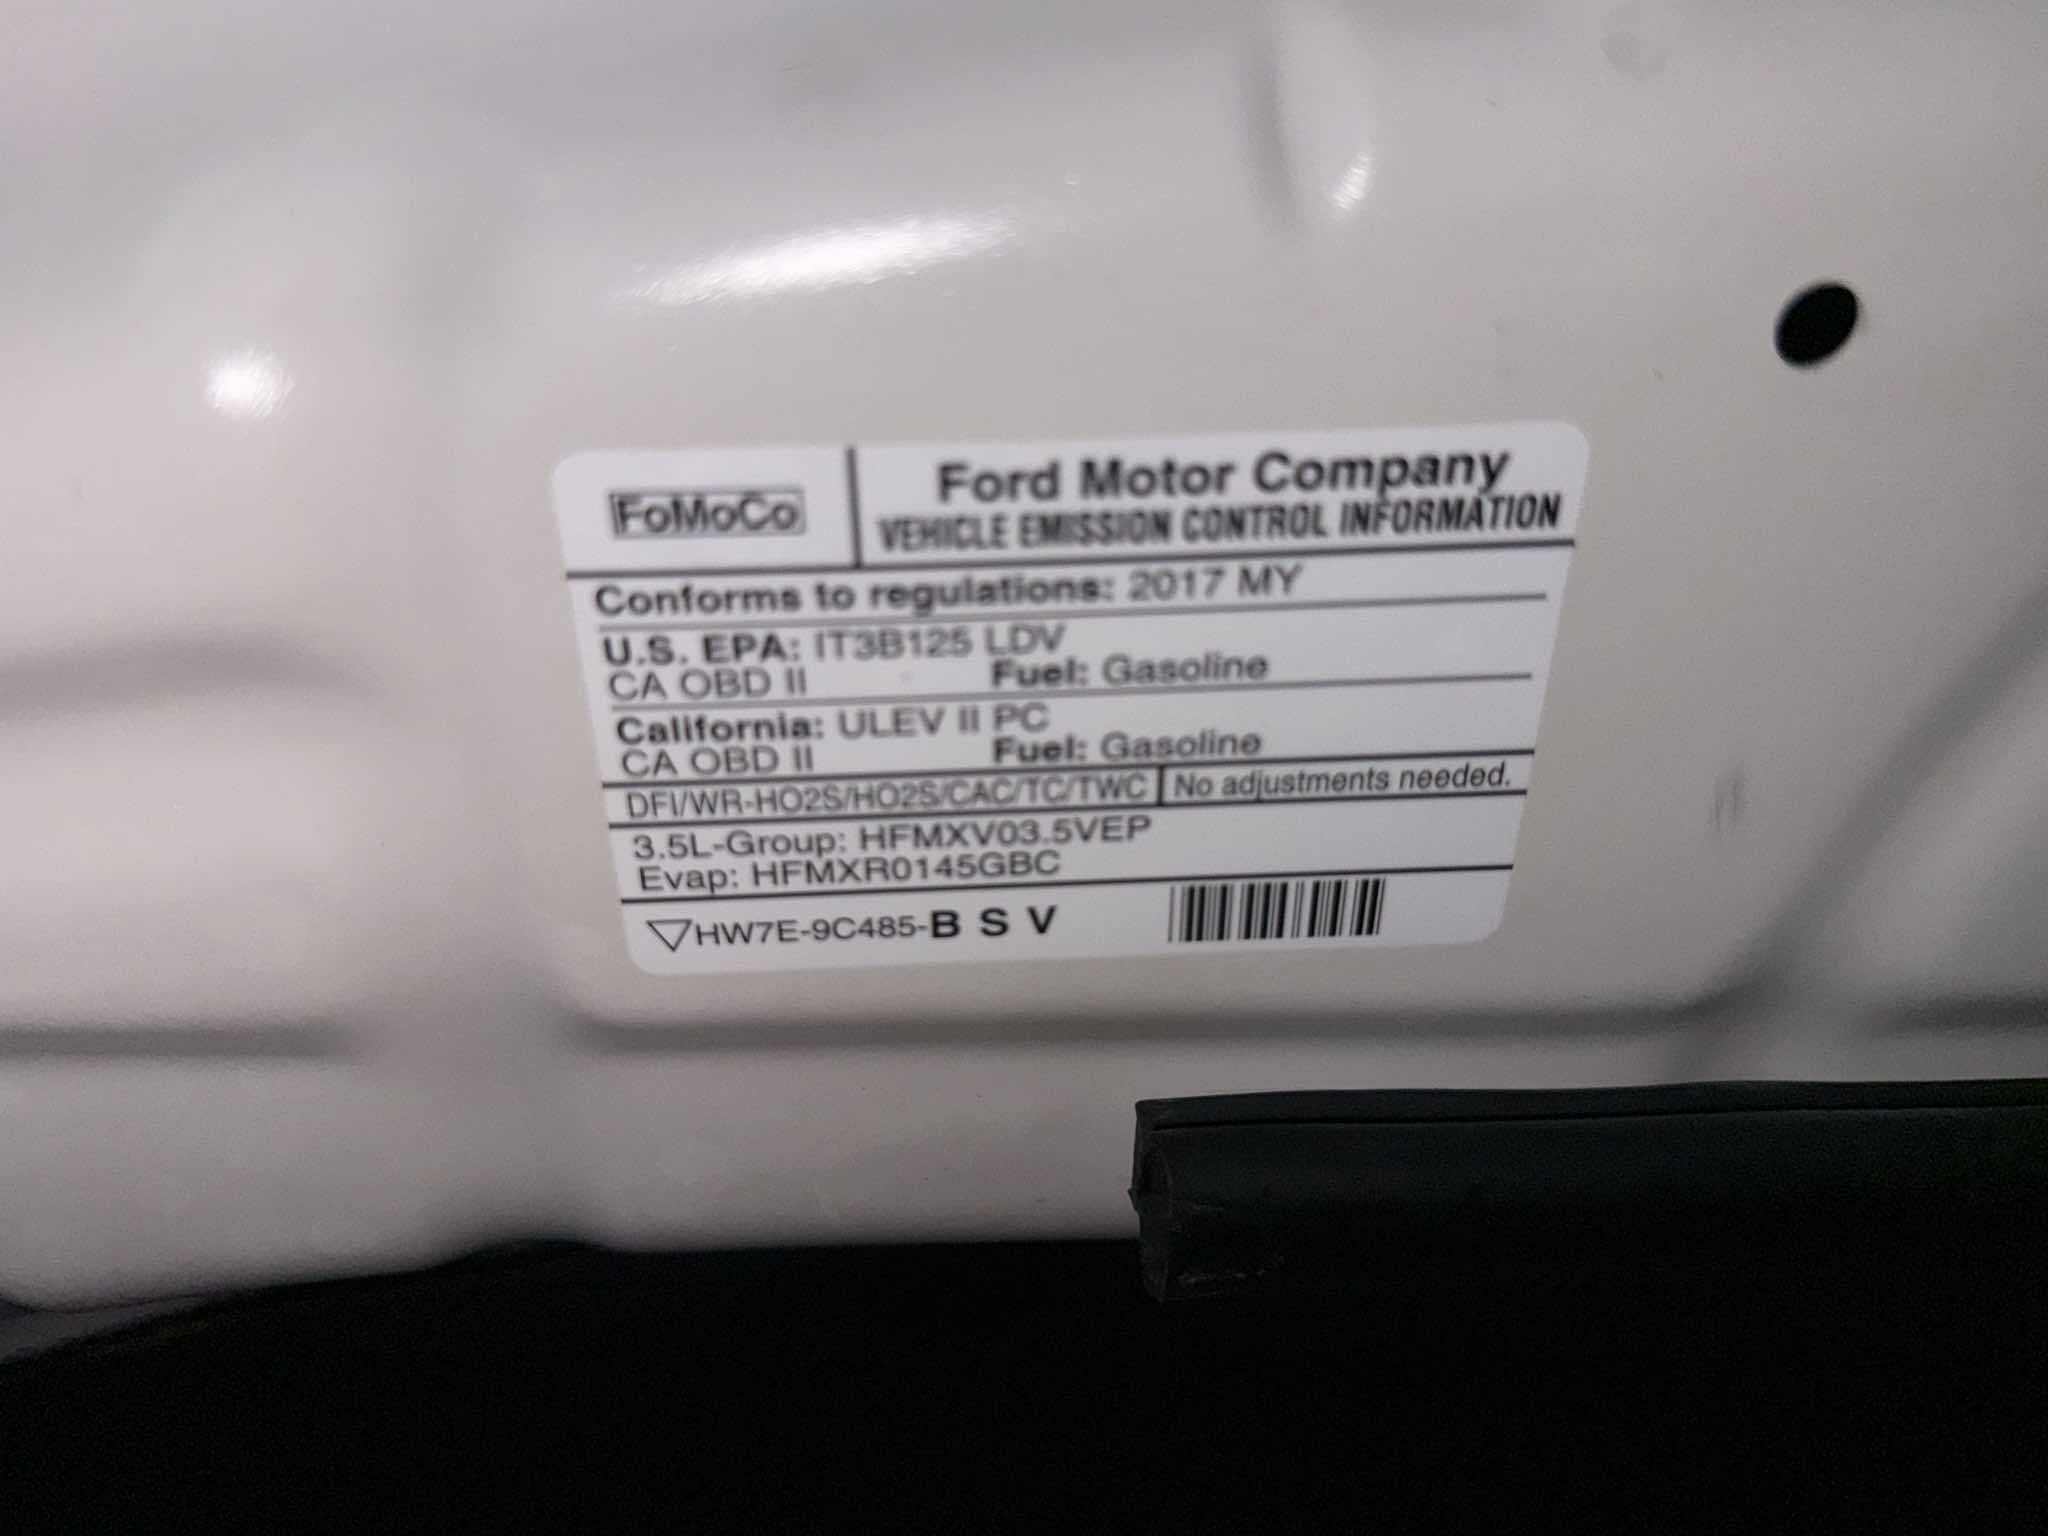 FoMoCo
Ford Motor Company
VEHICLE EMISSION CONTROL INFORMATION
Conforms to regulations: 2017 MY
U.S. EPA: IT3B125 LDV
CA OBD II Fuel: Gasoline
California: ULEV II PC
CA OBD II Fuel: Gasoline
DFI/WR-HO2S/HO2S/CAC/TC/TWC No adjustments needed.
3.5L-Group: HFMXV03.5VEP
Evap: HFMXR0145GBC
HW7E-9C485-B S V